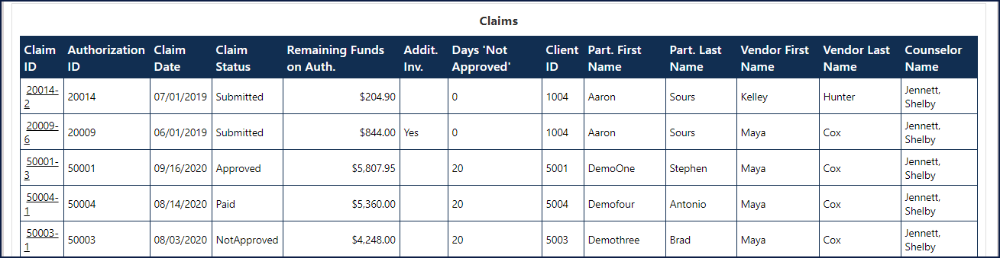 Claims
Claim ID Authorization ID Claim Date Claim Status Remaining Funds on Auth. Addit. Inv. Days 'Not Approved' Client ID Part. First Name Part. Last Name Vendor First Name Vendor Last Name Counselor Name
20014-2 20014 07/01/2019 Submitted $204.90 0 1004 Aaron Sours Kelley Hunter Jennett, Shelby
20009-6 20009 06/01/2019 Submitted $844.00 Yes 0 1004 Aaron Sours Maya Cox Jennett, Shelby
50001-3 50001 09/16/2020 Approved $5,807.95 20 5001 DemoOne Stephen Maya Cox Jennett, Shelby
50004-1 50004 08/14/2020 Paid $5,360.00 20 5004 Demofour Antonio Maya Cox Jennett, Shelby
50003-1 50003 08/03/2020 NotApproved $4,248.00 20 5003 Demothree Brad Maya Cox Jennett, Shelby